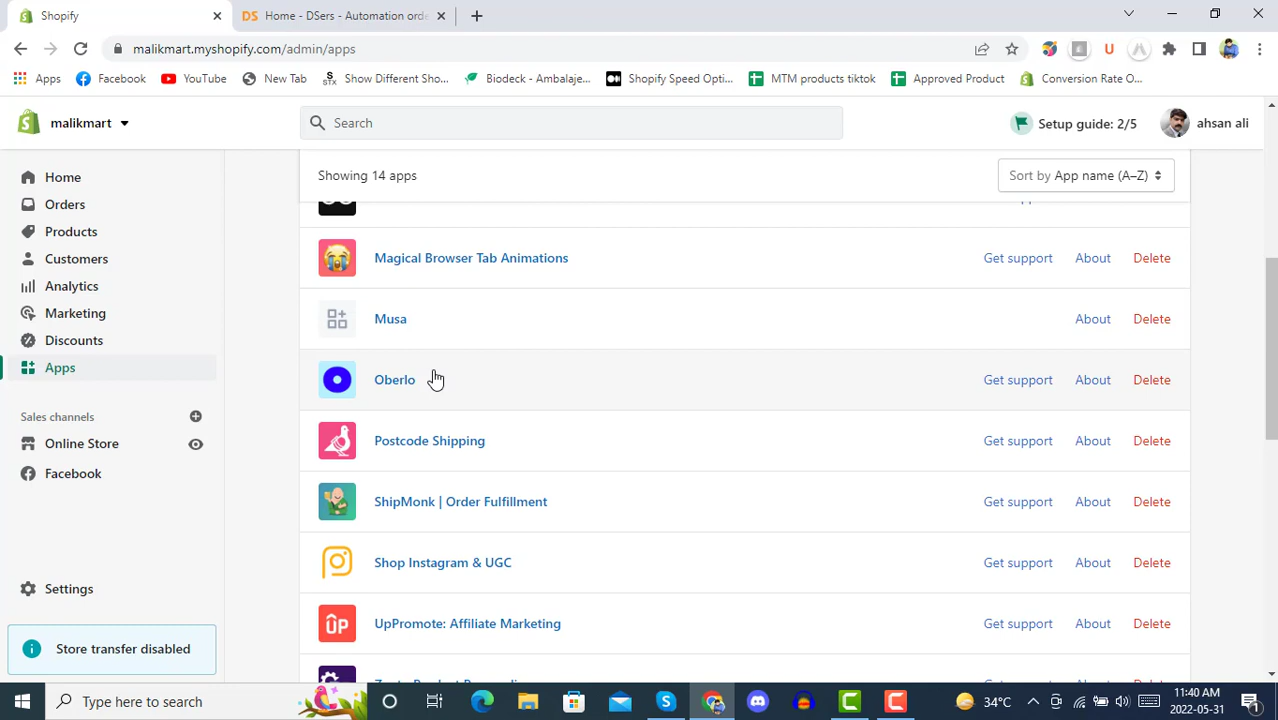 Shopify
DS Home - DSers - Automation orde
malikmart.myshopify.com/admin/apps
Apps Facebook YouTube New Tab STX Show Different Sho... Biodeck - Ambalaje... Shopify Speed Opti... MTM products tiktok Approved Product Conversion Rate O...
malikmart Search Setup guide: 2/5 ahsan ali
Showing 14 apps Sort by App name (A–Z)
Home
Orders
Products
Customers
Analytics
Marketing
Discounts
Apps
Sales channels
Online Store
Facebook
Settings
Store transfer disabled
Magical Browser Tab Animations Get support About Delete
Musa About Delete
Oberlo Get support About Delete
Postcode Shipping Get support About Delete
ShipMonk | Order Fulfillment Get support About Delete
Shop Instagram & UGC Get support About Delete
UP UpPromote: Affiliate Marketing Get support About Delete
Type here to search 34°C 11:40 AM
2022-05-31